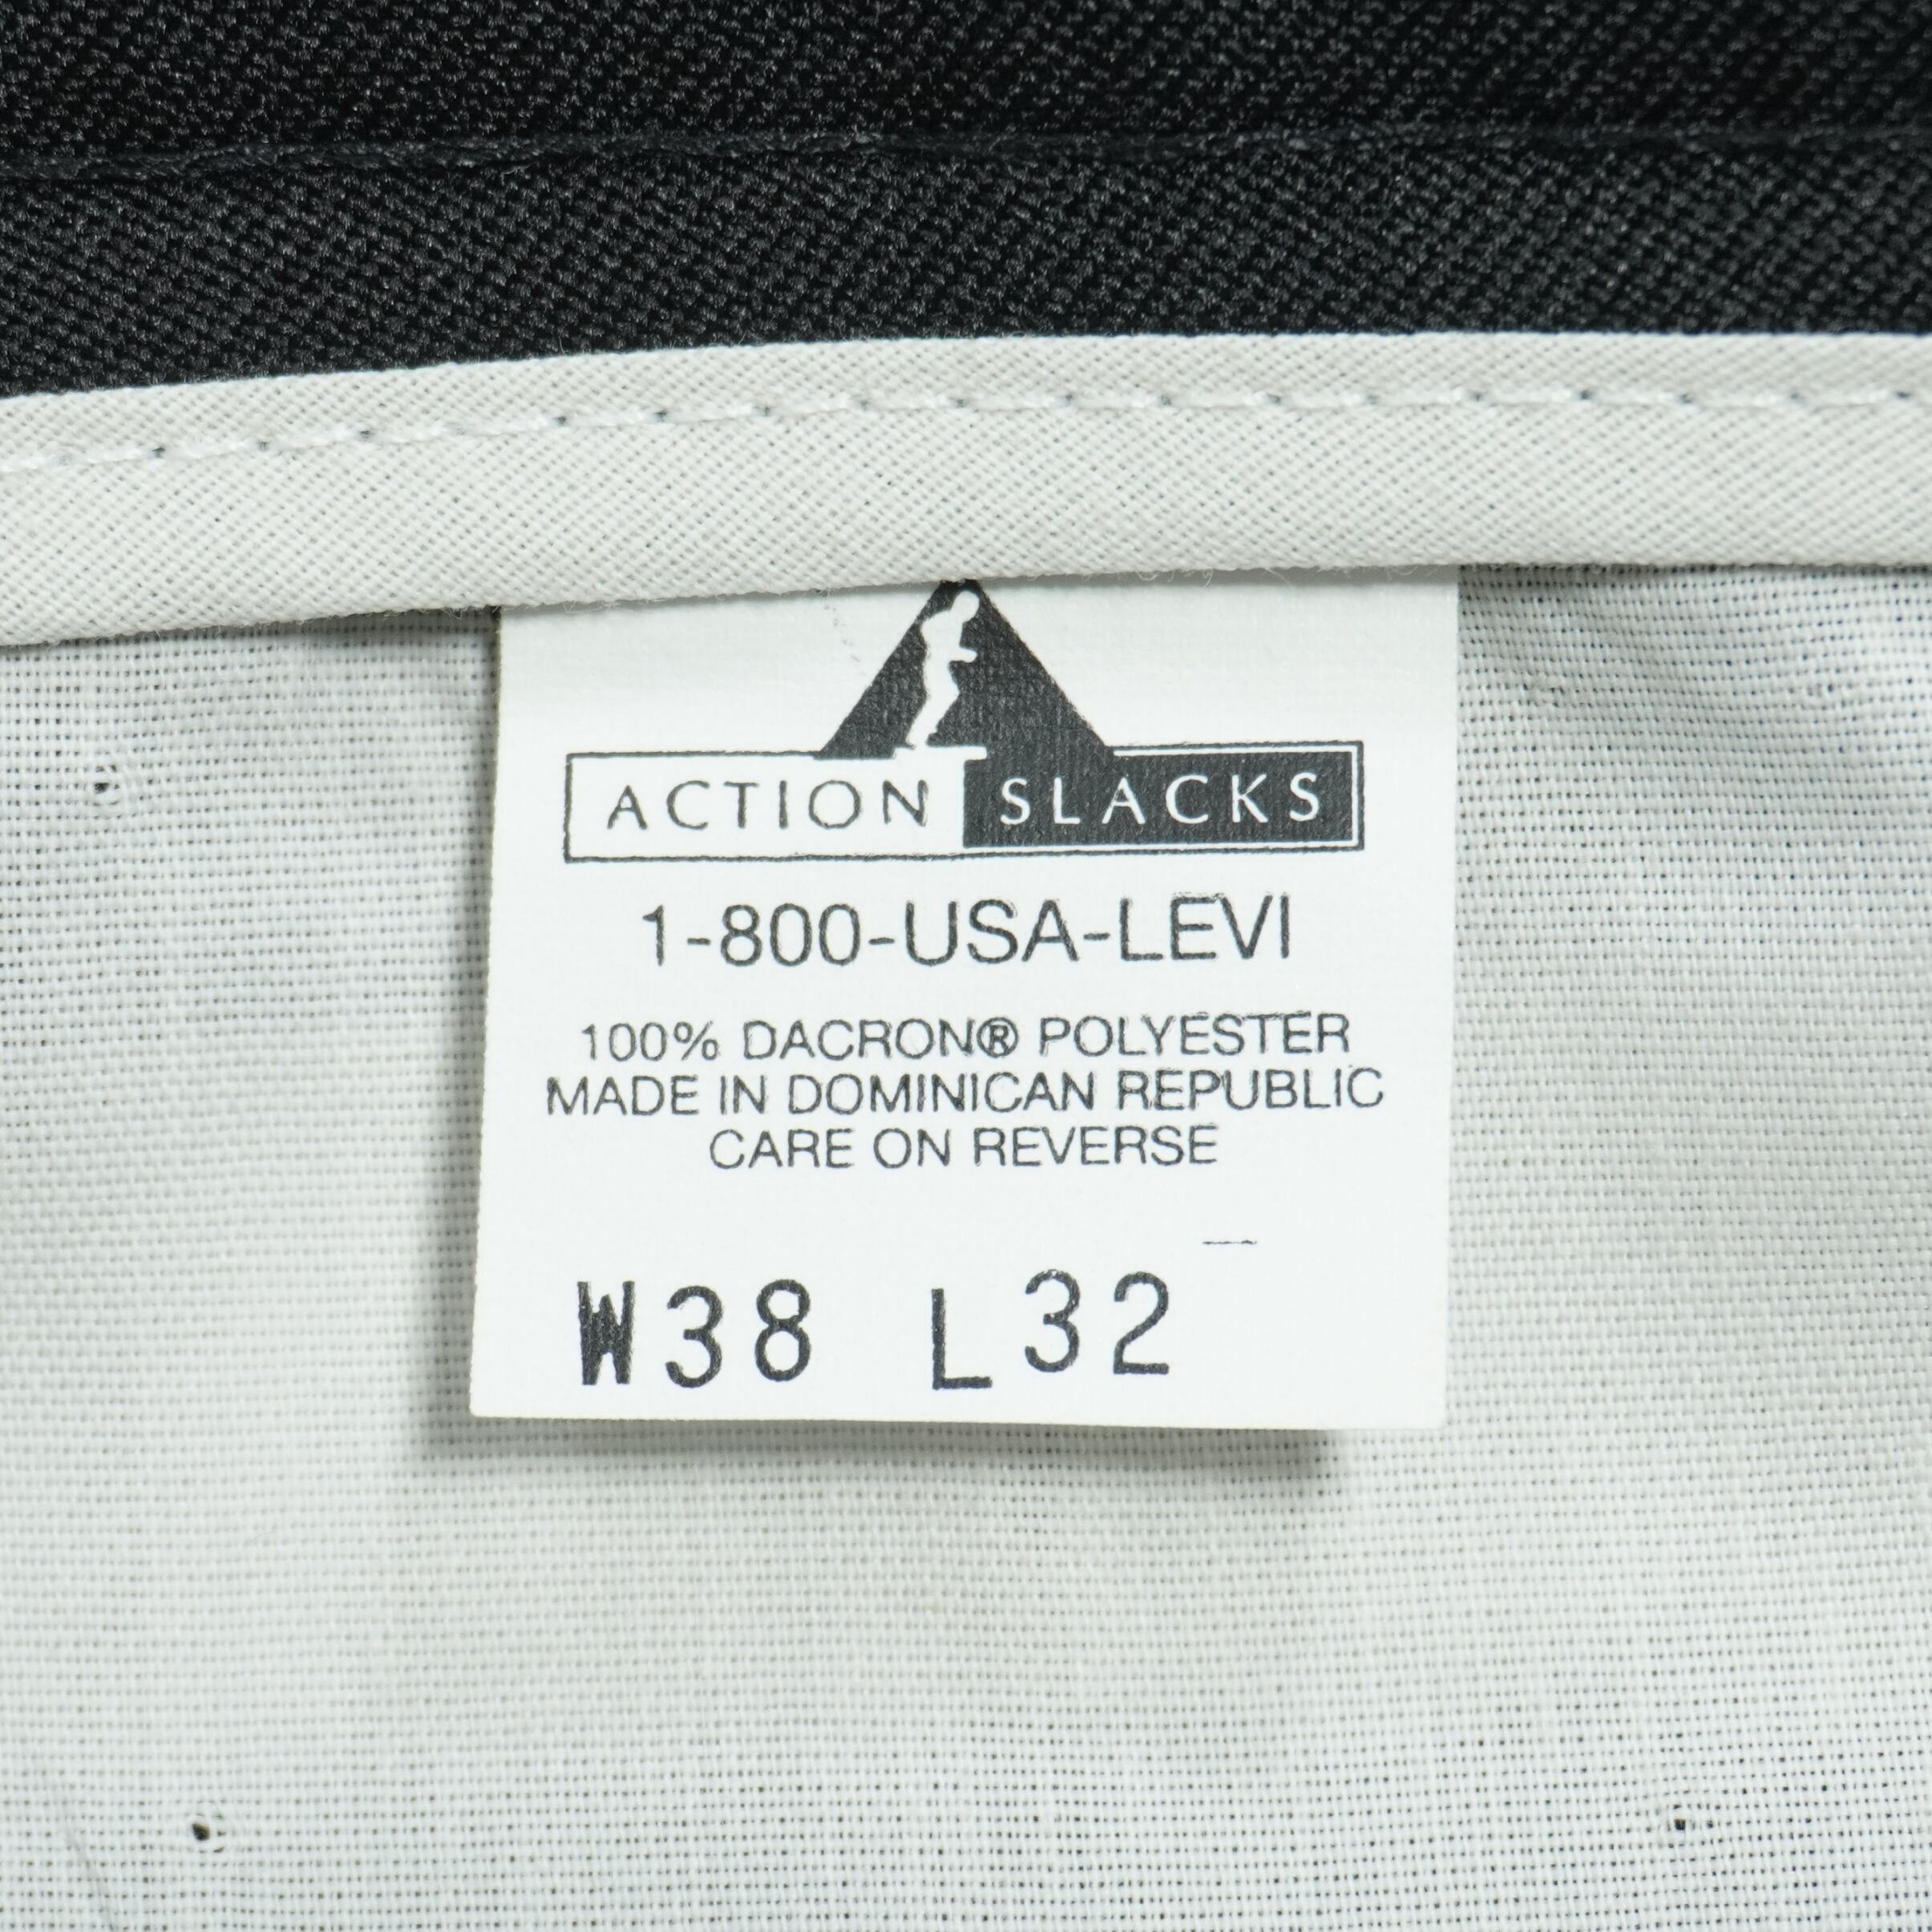 ACTION SLACKS
1-800-USA-LEVI
100% DACRON® POLYESTER
MADE IN DOMINICAN REPUBLIC
CARE ON REVERSE
W38 L32